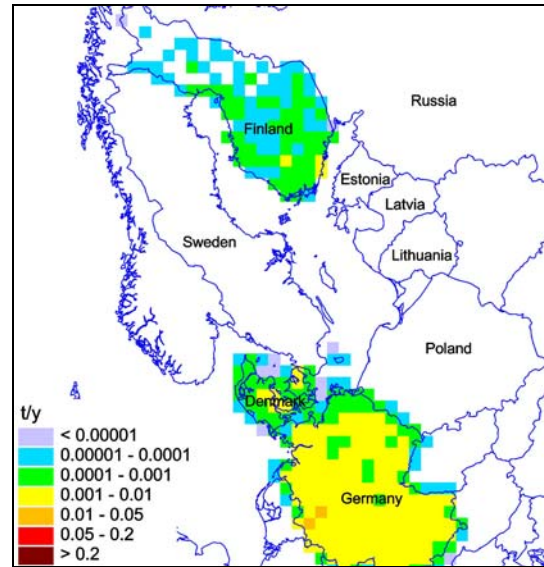 Russia
Finland
Estonia
Latvia
Sweden
Lithuania
Poland
Denmark
Germany
t/y
< 0.00001
0.00001 - 0.0001
0.0001 - 0.001
0.001 - 0.01
0.01 - 0.05
0.05 - 0.2
> 0.2